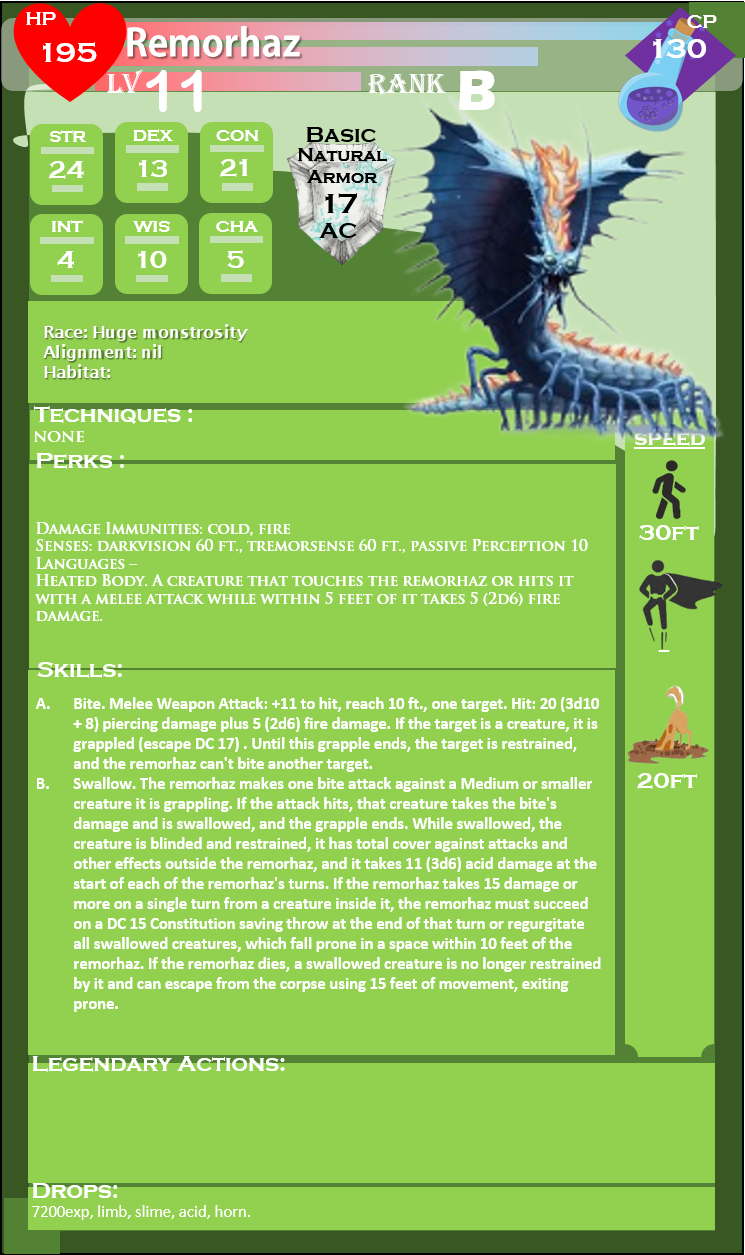 HP
195
Remorhaz
CP
130
LV 11
RANK B
STR
24
DEX
13
CON
21
INT
4
WIS
10
CHA
5
Basic
Natural
Armor
17
AC
Race: Huge monstrosity
Alignment: nil
Habitat:
Techniques :
none
Perks :
Damage Immunities: cold, fire
Senses: darkvision 60 ft., tremorsense 60 ft., passive Perception 10
Languages –
Heated Body. A creature that touches the remorhaz or hits it
with a melee attack while within 5 feet of it takes 5 (2d6) fire
damage.
SPEED
30FT
–
20FT
Skills:
A. Bite. Melee Weapon Attack: +11 to hit, reach 10 ft., one target. Hit: 20 (3d10
+ 8) piercing damage plus 5 (2d6) fire damage. If the target is a creature, it is
grappled (escape DC 17) . Until this grapple ends, the target is restrained,
and the remorhaz can't bite another target.
B. Swallow. The remorhaz makes one bite attack against a Medium or smaller
creature it is grappling. If the attack hits, that creature takes the bite's
damage and is swallowed, and the grapple ends. While swallowed, the
creature is blinded and restrained, it has total cover against attacks and
other effects outside the remorhaz, and it takes 11 (3d6) acid damage at the
start of each of the remorhaz's turns. If the remorhaz takes 15 damage or
more on a single turn from a creature inside it, the remorhaz must succeed
on a DC 15 Constitution saving throw at the end of that turn or regurgitate
all swallowed creatures, which fall prone in a space within 10 feet of the
remorhaz. If the remorhaz dies, a swallowed creature is no longer restrained
by it and can escape from the corpse using 15 feet of movement, exiting
prone.
Legendary Actions:
Drops:
7200exp, limb, slime, acid, horn.